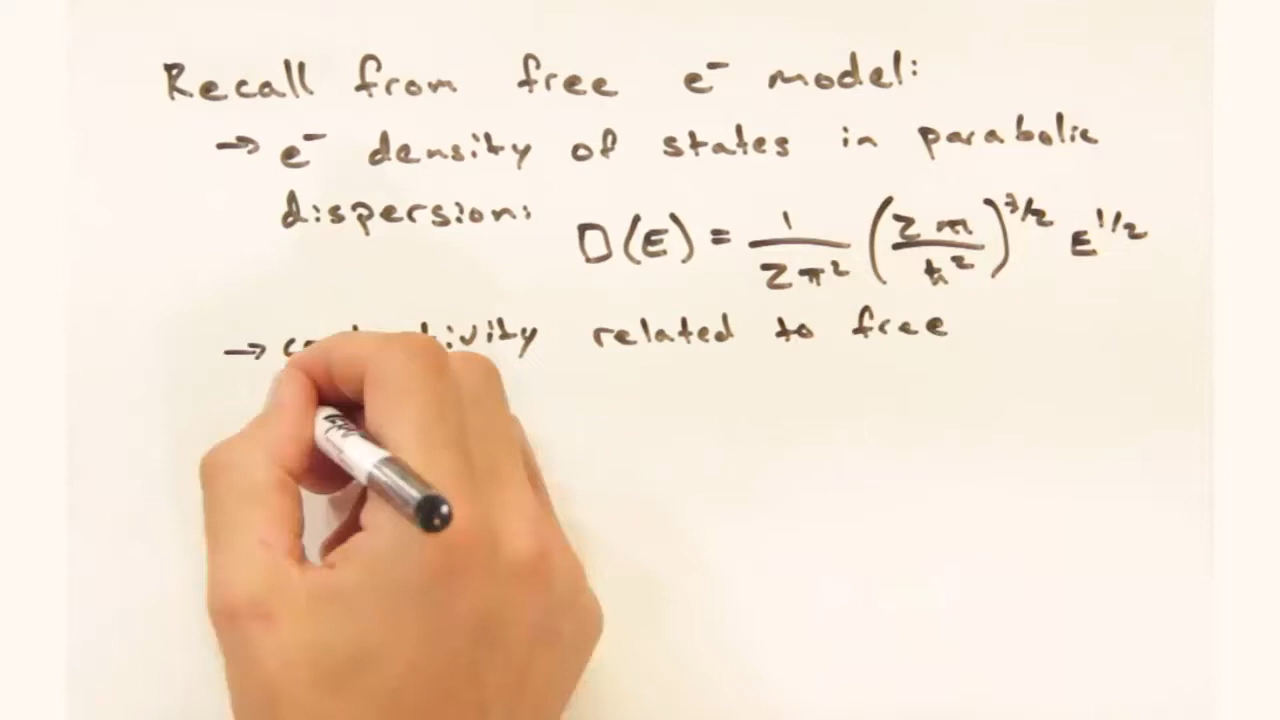 Recall from free e⁻ model:
→ e⁻ density of states in parabolic
dispersion: D(E) = 1/(2π²) (2m/ħ²)^(3/2) E^(1/2)
→ related to free